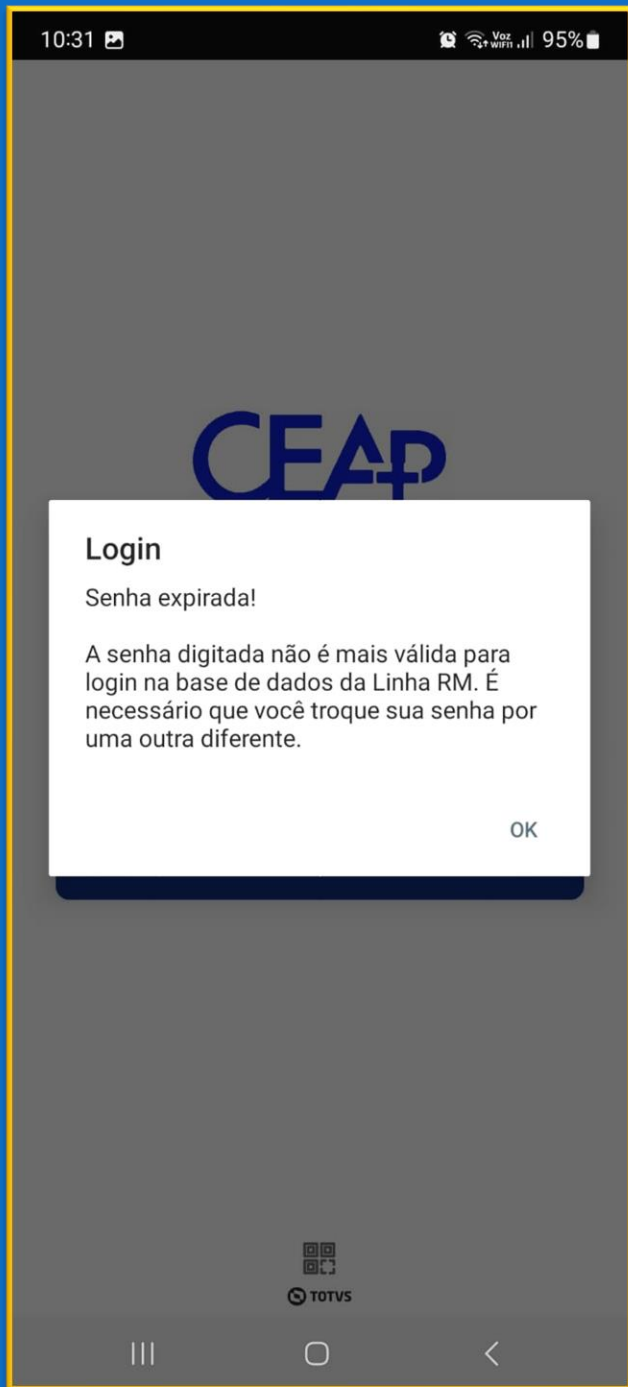 10:31
Voz
WIFI1
95%
CEAP
Login
Senha expirada!
A senha digitada não é mais válida para
login na base de dados da Linha RM. É
necessário que você troque sua senha por
uma outra diferente.
OK
TOTVS